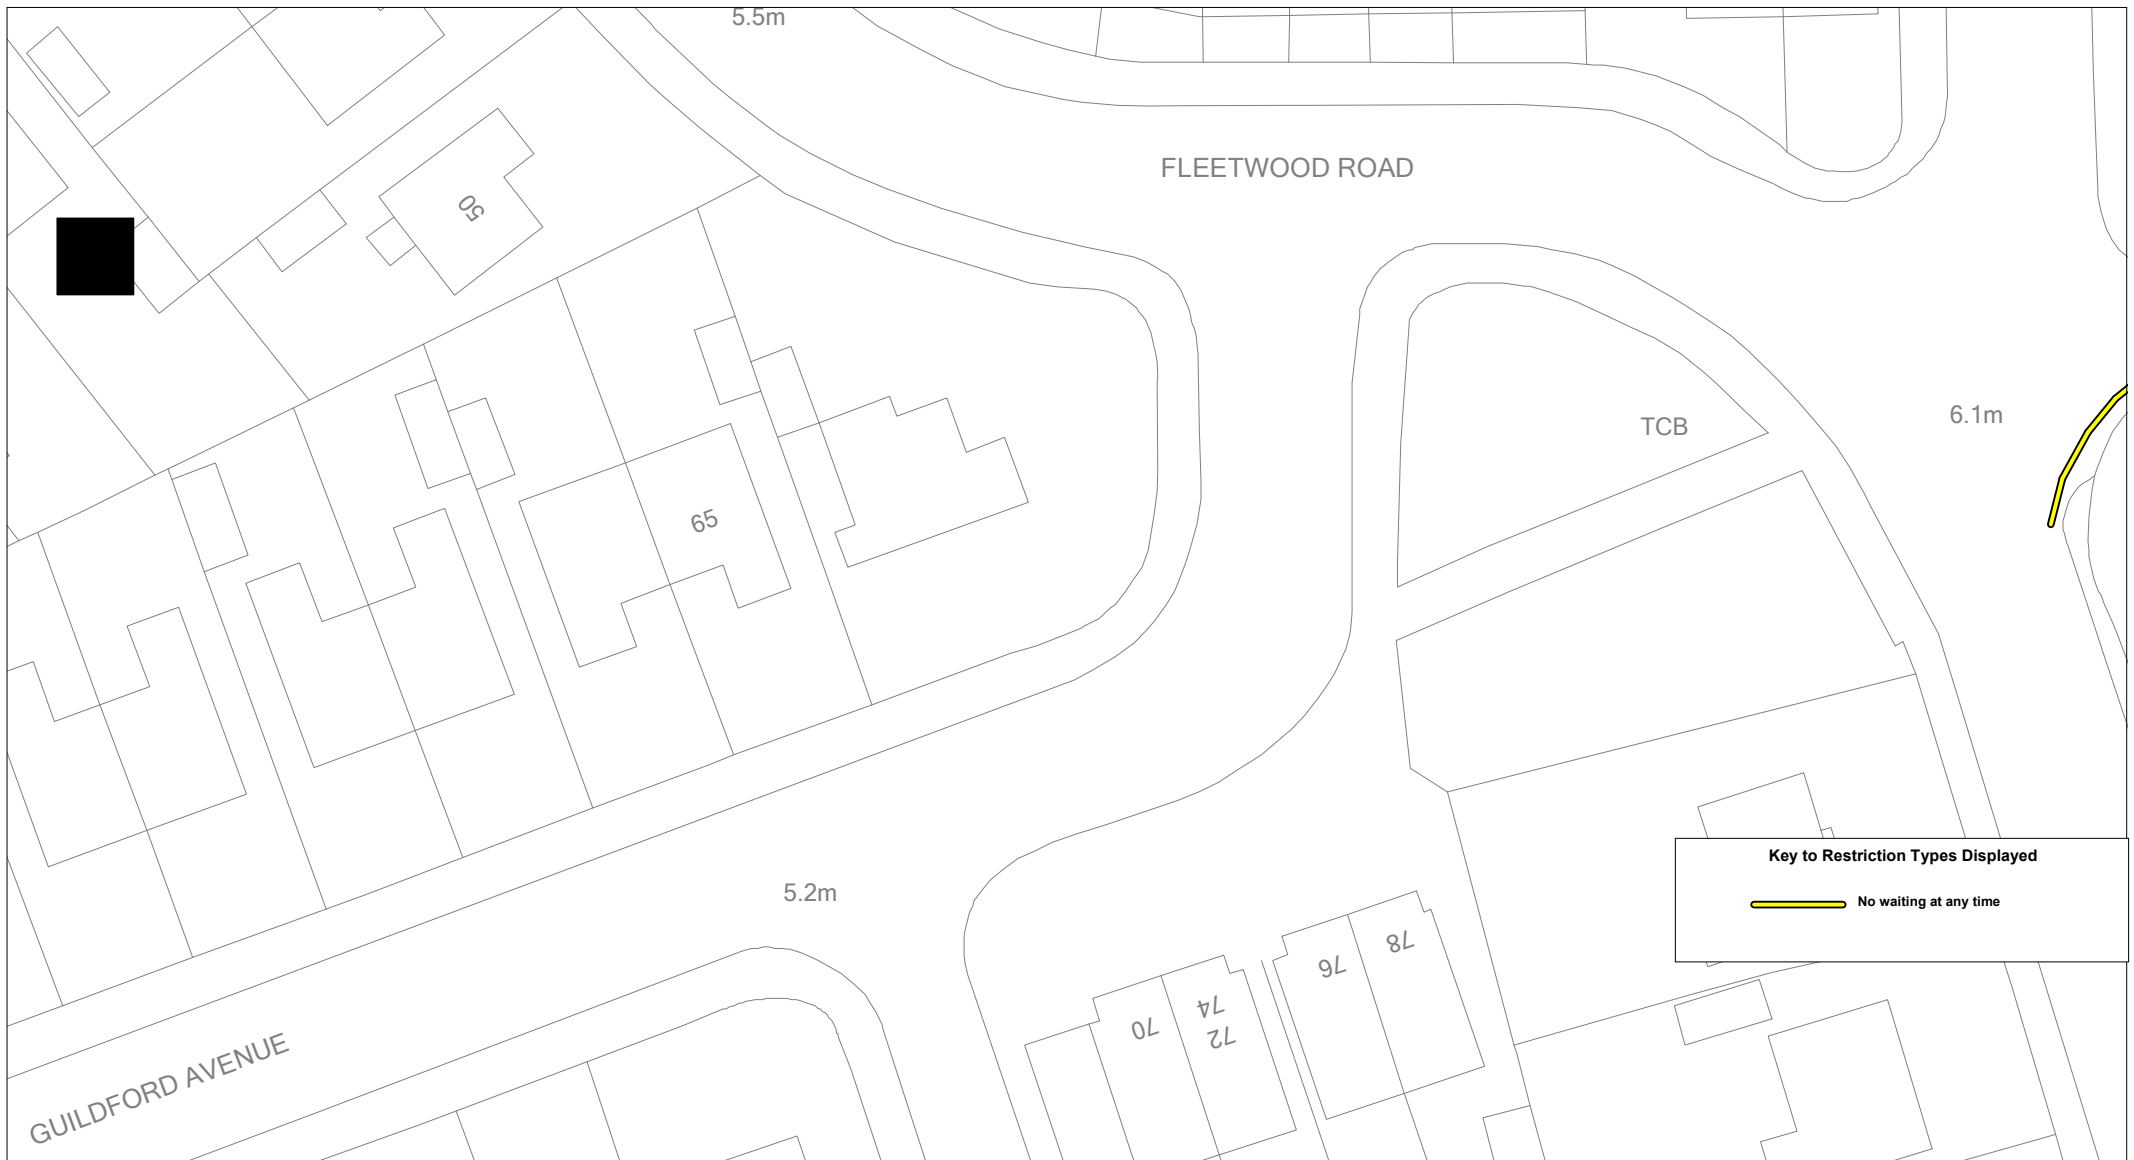 5.5m
FLEETWOOD ROAD
50
TCB
6.1m
65
Key to Restriction Types Displayed
No waiting at any time
5.2m
78
76
74
72
70
GUILDFORD AVENUE